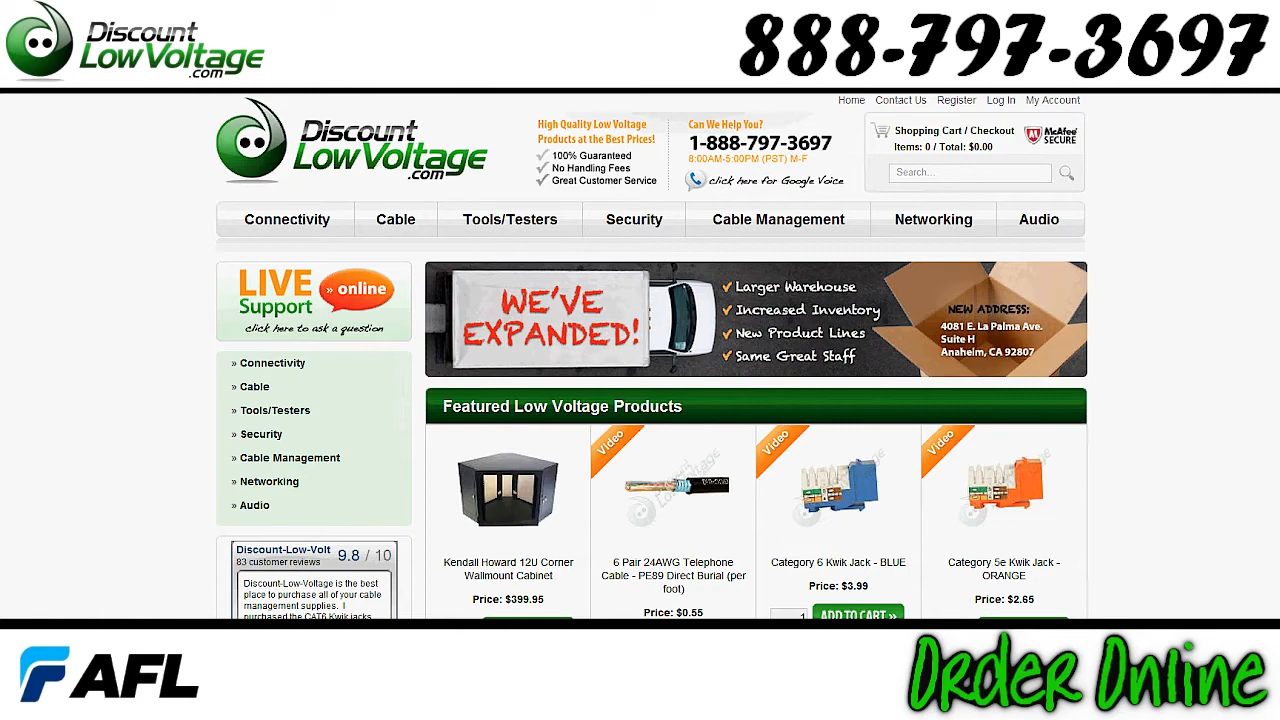 Discount
LowVoltage
.com
888-797-3697
Home Contact Us Register Log In My Account
Discount
LowVoltage
.com
High Quality Low Voltage
Products at the Best Prices!
100% Guaranteed
No Handling Fees
Great Customer Service
Can We Help You?
1-888-797-3697
8:00AM-5:00PM (PST) M-F
click here for Google Voice
Shopping Cart / Checkout
Items: 0 / Total: $0.00
McAfee
SECURE
Search...
Connectivity Cable Tools/Testers Security Cable Management Networking Audio
LIVE
Support
» online
click here to ask a question
» Connectivity
» Cable
» Tools/Testers
» Security
» Cable Management
» Networking
» Audio
WE'VE
EXPANDED!
Larger Warehouse
Increased Inventory
New Product Lines
Same Great Staff
NEW ADDRESS:
4081 E. La Palma Ave.
Suite H
Anaheim, CA 92807
Featured Low Voltage Products
Video
Video
Video
Discount
Low Voltage
Kendall Howard 12U Corner
Wallmount Cabinet
Price: $399.95
6 Pair 24AWG Telephone
Cable - PE89 Direct Burial (per
foot)
Price: $0.55
Category 6 Kwik Jack - BLUE
Price: $3.99
1
ADD TO CART »
Category 5e Kwik Jack -
ORANGE
Price: $2.65
Discount-Low-Volt
83 customer reviews
9.8 / 10
Discount-Low-Voltage is the best
place to purchase all of your cable
management supplies. I
purchased the CAT6 Kwik jacks
AFL
Order Online